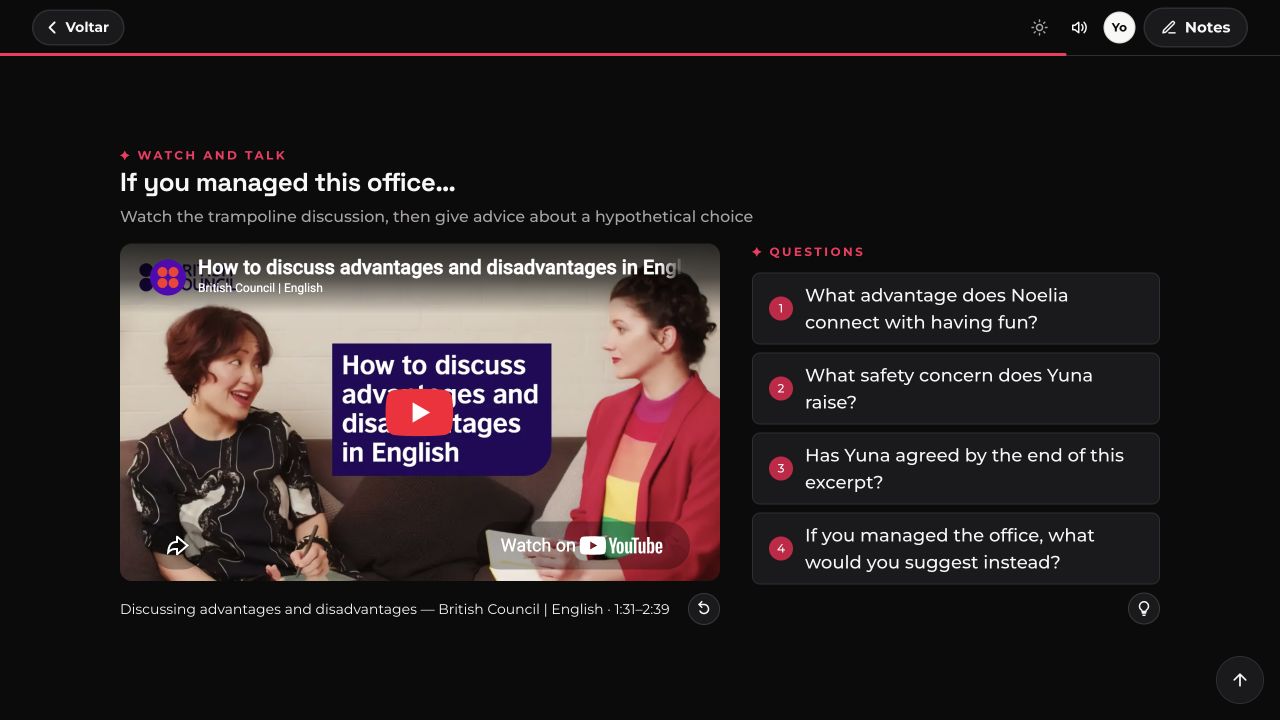 Voltar
Yo
Notes
WATCH AND TALK
If you managed this office...
Watch the trampoline discussion, then give advice about a hypothetical choice
How to discuss advantages and disadvantages in Engl
British Council | English
How to discuss
in English
Watch on YouTube
Discussing advantages and disadvantages — British Council | English · 1:31–2:39
QUESTIONS
1
What advantage does Noelia
connect with having fun?
2
What safety concern does Yuna
raise?
3
Has Yuna agreed by the end of this
excerpt?
4
If you managed the office, what
would you suggest instead?